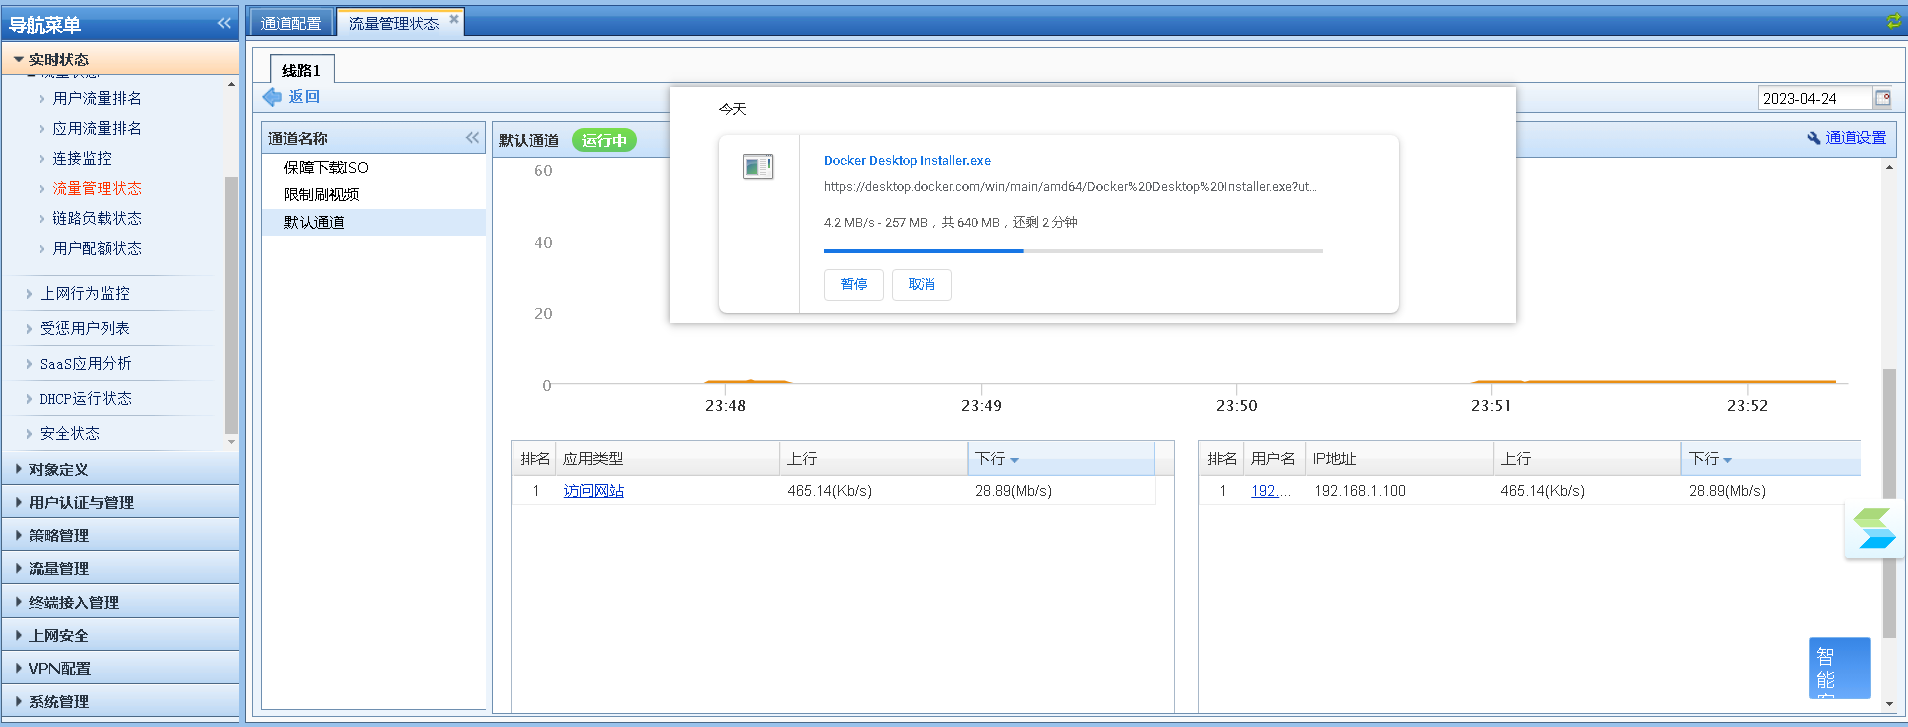 导航菜单
实时状态
用户流量排名
应用流量排名
连接监控
流量管理状态
链路负载状态
用户配额状态
上网行为监控
受惩用户列表
SaaS应用分析
DHCP运行状态
安全状态
对象定义
用户认证与管理
策略管理
流量管理
终端接入管理
上网安全
VPN配置
系统管理
通道配置 流量管理状态
线路1
返回
2023-04-24
通道名称
保障下载ISO
限制刷视频
默认通道
默认通道 运行中
通道设置
今天
Docker Desktop Installer.exe
https://desktop.docker.com/win/main/amd64/Docker%20Desktop%20Installer.exe?ut...
4.2 MB/s - 257 MB，共 640 MB，还剩 2 分钟
暂停 取消
60
40
20
0
23:48 23:49 23:50 23:51 23:52
排名 应用类型 上行 下行
1 访问网站 465.14(Kb/s) 28.89(Mb/s)
排名 用户名 IP地址 上行 下行
1 192.... 192.168.1.100 465.14(Kb/s) 28.89(Mb/s)
智
能